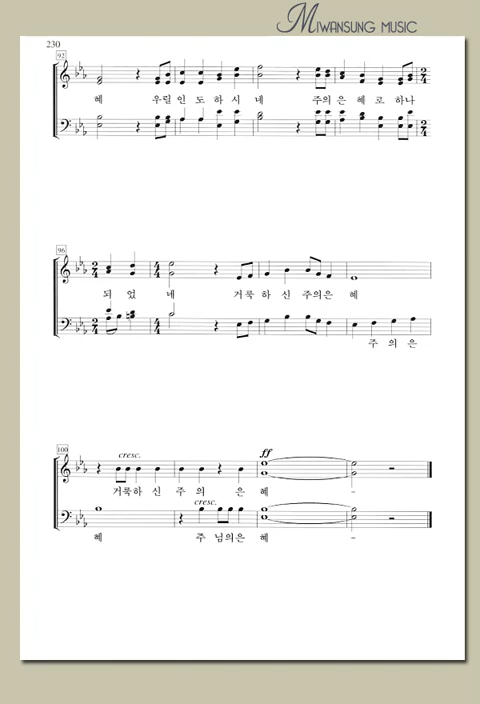 MIWANSUNG MUSIC
230
92
혜 우릴 인 도 하 시 네 주의 은 혜 로 하나
96
되 었 네 거룩 하 신 주의은 혜
주 의 은
100
cresc. ff
거룩하 신 주 의 은 혜 -
cresc.
혜 주 님의은 혜 -